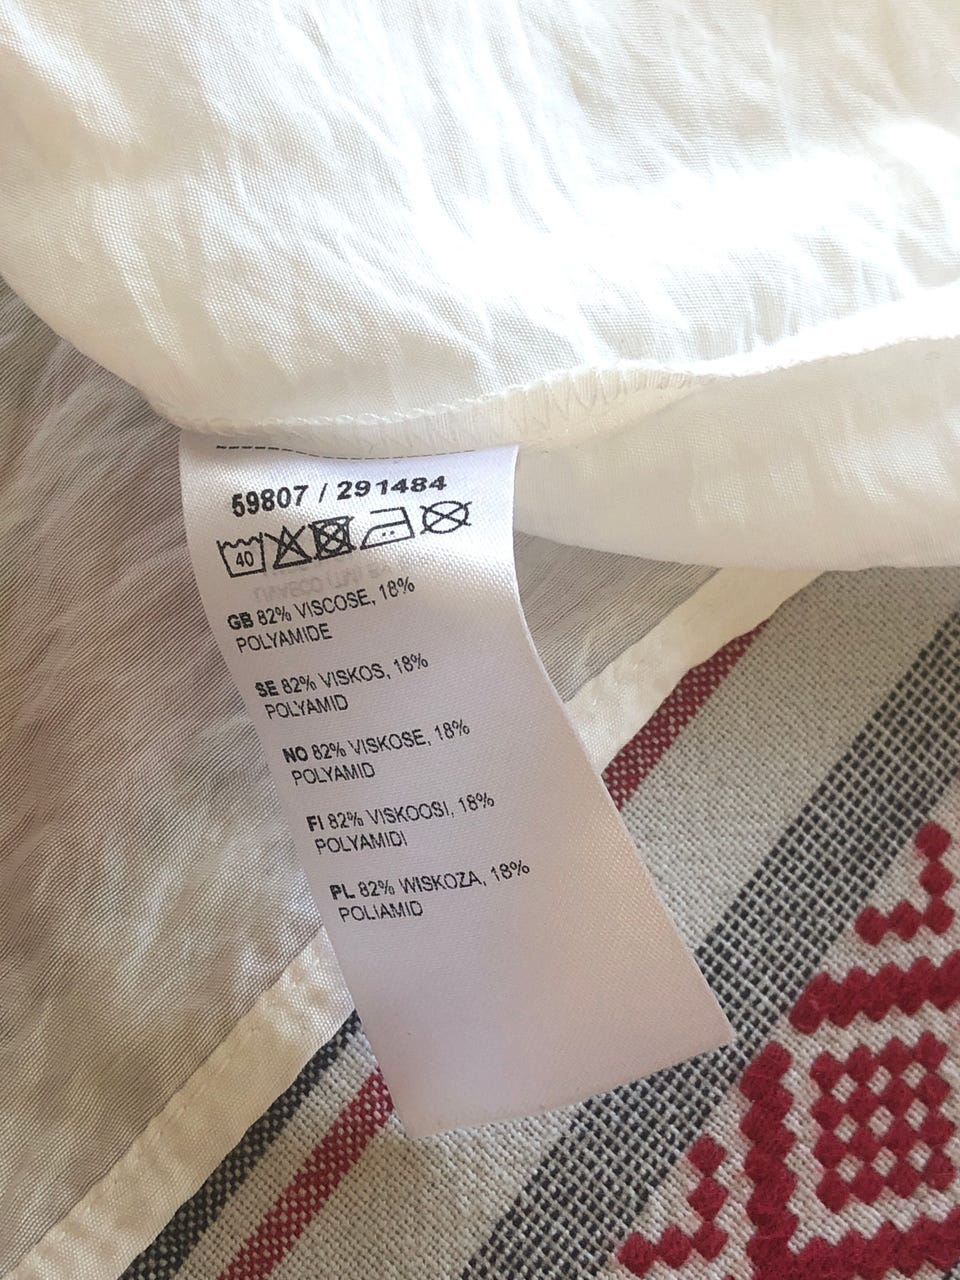 59807 / 291484
40
GB 82% VISCOSE, 18%
POLYAMIDE
SE 82% VISKOS, 18%
POLYAMID
NO 82% VISKOSE, 18%
POLYAMID
FI 82% VISKOOSI, 18%
POLYAMIDI
PL 82% WISKOZA, 18%
POLIAMID